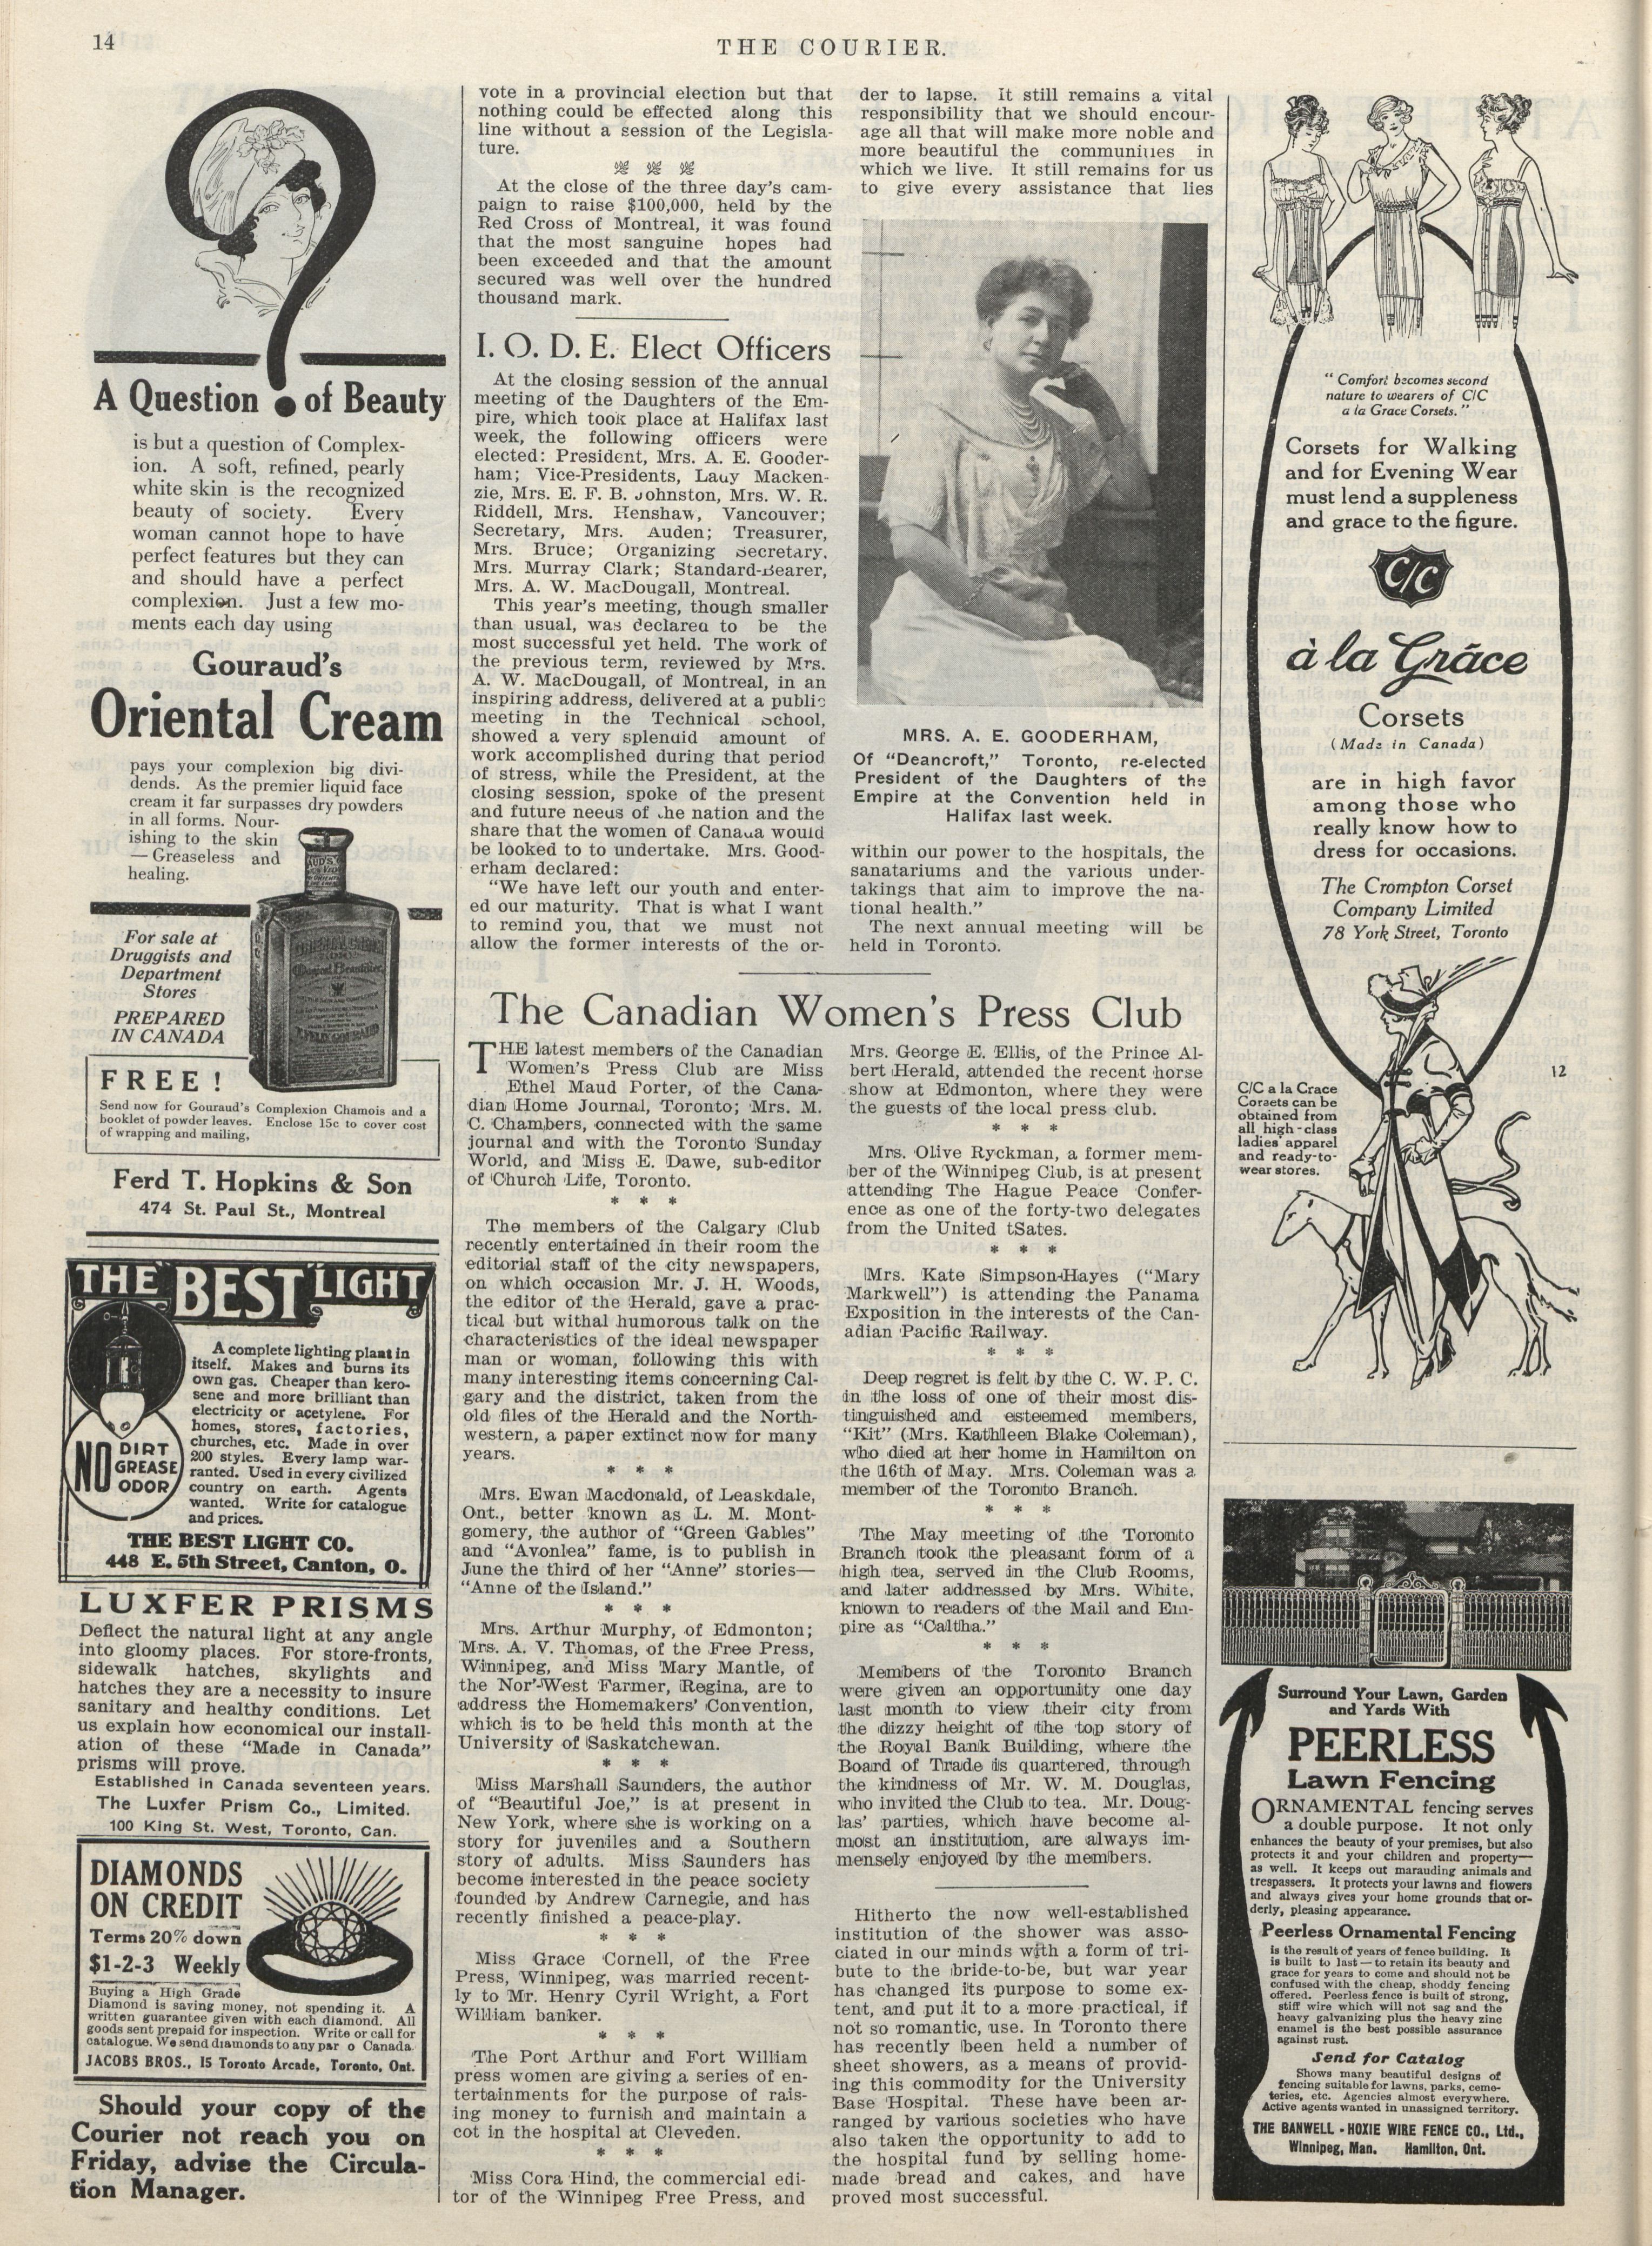 14
THE COURIER.
A Question of Beauty
is but a question of Complex-
ion. A soft, refined, pearly
white skin is the recognized
beauty of society. Every
woman cannot hope to have
perfect features but they can
and should have a perfect
complexion. Just a few mo-
ments each day using
Gouraud's
Oriental Cream
pays your complexion big divi-
dends. As the premier liquid face
cream it far surpasses dry powders
in all forms. Nour-
ishing to the skin
— Greaseless and
healing.
For sale at
Druggists and
Department
Stores
PREPARED
IN CANADA
FREE!
Send now for Gouraud's Complexion Chamois and a
booklet of powder leaves. Enclose 15c to cover cost
of wrapping and mailing,
Ferd T. Hopkins & Son
474 St. Paul St., Montreal
THE BEST LIGHT
A complete lighting plant in
itself. Makes and burns its
own gas. Cheaper than kero-
sene and more brilliant than
electricity or acetylene. For
homes, stores, factories,
churches, etc. Made in over
200 styles. Every lamp war-
ranted. Used in every civilized
country on earth. Agents
wanted. Write for catalogue
and prices.
NO DIRT
GREASE
ODOR
THE BEST LIGHT CO.
448 E. 5th Street, Canton, O.
LUXFER PRISMS
Deflect the natural light at any angle
into gloomy places. For store-fronts,
sidewalk hatches, skylights and
hatches they are a necessity to insure
sanitary and healthy conditions. Let
us explain how economical our install-
ation of these "Made in Canada"
prisms will prove.
Established in Canada seventeen years.
The Luxfer Prism Co., Limited.
100 King St. West, Toronto, Can.
DIAMONDS
ON CREDIT
Terms 20% down
$1-2-3 Weekly
Buying a High Grade
Diamond is saving money, not spending it. A
written guarantee given with each diamond. All
goods sent prepaid for inspection. Write or call for
catalogue. We send diamonds to any par o Canada
JACOBS BROS., 15 Toronto Arcade, Toronto, Ont.
Should your copy of the
Courier not reach you on
Friday, advise the Circula-
tion Manager.
vote in a provincial election but that
nothing could be effected along this
line without a session of the Legisla-
ture.
At the close of the three day's cam-
paign to raise $100,000, held by the
Red Cross of Montreal, it was found
that the most sanguine hopes had
been exceeded and that the amount
secured was well over the hundred
thousand mark.
I. O. D. E. Elect Officers
At the closing session of the annual
meeting of the Daughters of the Em-
pire, which took place at Halifax last
week, the following officers were
elected: President, Mrs. A. E. Gooder-
ham; Vice-Presidents, Lady Macken-
zie, Mrs. E. F. B. Johnston, Mrs. W. R.
Riddell, Mrs. Henshaw, Vancouver;
Secretary, Mrs. Auden; Treasurer,
Mrs. Bruce; Organizing Secretary,
Mrs. Murray Clark; Standard-Bearer,
Mrs. A. W. MacDougall, Montreal.
This year's meeting, though smaller
than usual, was declared to be the
most successful yet held. The work of
the previous term, reviewed by Mrs.
A. W. MacDougall, of Montreal, in an
inspiring address, delivered at a public
meeting in the Technical School,
showed a very splendid amount of
work accomplished during that period
of stress, while the President, at the
closing session, spoke of the present
and future needs of the nation and the
share that the women of Canada would
be looked to to undertake. Mrs. Good-
erham declared:
"We have left our youth and enter-
ed our maturity. That is what I want
to remind you, that we must not
allow the former interests of the or-
der to lapse. It still remains a vital
responsibility that we should encour-
age all that will make more noble and
more beautiful the communities in
which we live. It still remains for us
to give every assistance that lies
MRS. A. E. GOODERHAM,
Of "Deancroft," Toronto, re-elected
President of the Daughters of the
Empire at the Convention held in
Halifax last week.
within our power to the hospitals, the
sanatariums and the various under-
takings that aim to improve the na-
tional health."
The next annual meeting will be
held in Toronto.
The Canadian Women's Press Club
THE latest members of the Canadian
Women's Press Club are Miss
Ethel Maud Porter, of the Cana-
dian Home Journal, Toronto; Mrs. M.
C. Chambers, connected with the same
journal and with the Toronto Sunday
World, and Miss E. Dawe, sub-editor
of Church Life, Toronto.
* * *
The members of the Calgary Club
recently entertained in their room the
editorial staff of the city newspapers,
on which occasion Mr. J. H. Woods,
the editor of the Herald, gave a prac-
tical but withal humorous talk on the
characteristics of the ideal newspaper
man or woman, following this with
many interesting items concerning Cal-
gary and the district, taken from the
old files of the Herald and the North-
western, a paper extinct now for many
years.
* * *
Mrs. Ewan Macdonald, of Leaskdale,
Ont., better known as L. M. Mont-
gomery, the author of "Green Gables"
and "Avonlea" fame, is to publish in
June the third of her "Anne" stories—
"Anne of the Island."
* * *
Mrs. Arthur Murphy, of Edmonton;
Mrs. A. V. Thomas, of the Free Press,
Winnipeg, and Miss Mary Mantle, of
the Nor'-West Farmer, Regina, are to
address the Homemakers' Convention,
which is to be held this month at the
University of Saskatchewan.
* * *
Miss Marshall Saunders, the author
of "Beautiful Joe," is at present in
New York, where she is working on a
story for juveniles and a Southern
story of adults. Miss Saunders has
become interested in the peace society
founded by Andrew Carnegie, and has
recently finished a peace-play.
* * *
Miss Grace Cornell, of the Free
Press, Winnipeg, was married recent-
ly to Mr. Henry Cyril Wright, a Fort
William banker.
* * *
The Port Arthur and Fort William
press women are giving a series of en-
tertainments for the purpose of rais-
ing money to furnish and maintain a
cot in the hospital at Cleveden.
* * *
Miss Cora Hind, the commercial edi-
tor of the Winnipeg Free Press, and
Mrs. George E. Ellis, of the Prince Al-
bert Herald, attended the recent horse
show at Edmonton, where they were
the guests of the local press club.
* * *
Mrs. Olive Ryckman, a former mem-
ber of the Winnipeg Club, is at present
attending The Hague Peace Confer-
ence as one of the forty-two delegates
from the United tSates.
* * *
Mrs. Kate Simpson-Hayes ("Mary
Markwell") is attending the Panama
Exposition in the interests of the Can-
adian Pacific Railway.
* * *
Deep regret is felt by the C. W. P. C.
in the loss of one of their most dis-
tinguished and esteemed members,
"Kit" (Mrs. Kathleen Blake Coleman),
who died at her home in Hamilton on
the 16th of May. Mrs. Coleman was a
member of the Toronto Branch.
* * *
The May meeting of the Toronto
Branch took the pleasant form of a
high tea, served in the Club Rooms,
and later addressed by Mrs. White,
known to readers of the Mail and Em-
pire as "Caltha."
* * *
Members of the Toronto Branch
were given an opportunity one day
last month to view their city from
the dizzy height of the top story of
the Royal Bank Building, where the
Board of Trade is quartered, through
the kindness of Mr. W. M. Douglas,
who invited the Club to tea. Mr. Doug-
las' parties, which have become al-
most an institution, are always im-
mensely enjoyed by the members.
Hitherto the now well-established
institution of the shower was asso-
ciated in our minds with a form of tri-
bute to the bride-to-be, but war year
has changed its purpose to some ex-
tent, and put it to a more practical, if
not so romantic, use. In Toronto there
has recently been held a number of
sheet showers, as a means of provid-
ing this commodity for the University
Base Hospital. These have been ar-
ranged by various societies who have
also taken the opportunity to add to
the hospital fund by selling home-
made bread and cakes, and have
proved most successful.
"Comfort becomes second
nature to wearers of C/C
a la Grace Corsets."
Corsets for Walking
and for Evening Wear
must lend a suppleness
and grace to the figure.
C/C
à la Grâce
Corsets
(Made in Canada)
are in high favor
among those who
really know how to
dress for occasions.
The Crompton Corset
Company Limited
78 York Street, Toronto
C/C a la Crace
Corsets can be
obtained from
all high-class
ladies' apparel
and ready-to-
wear stores.
12
Surround Your Lawn, Garden
and Yards With
PEERLESS
Lawn Fencing
ORNAMENTAL fencing serves
a double purpose. It not only
enhances the beauty of your premises, but also
protects it and your children and property—
as well. It keeps out marauding animals and
trespassers. It protects your lawns and flowers
and always gives your home grounds that or-
derly, pleasing appearance.
Peerless Ornamental Fencing
is the result of years of fence building. It
is built to last—to retain its beauty and
grace for years to come and should not be
confused with the cheap, shoddy fencing
offered. Peerless fence is built of strong,
stiff wire which will not sag and the
heavy galvanizing plus the heavy zinc
enamel is the best possible assurance
against rust.
Send for Catalog
Shows many beautiful designs of
fencing suitable for lawns, parks, ceme-
teries, etc. Agencies almost everywhere.
Active agents wanted in unassigned territory.
THE BANWELL - HOXIE WIRE FENCE CO., Ltd.,
Winnipeg, Man. Hamilton, Ont.